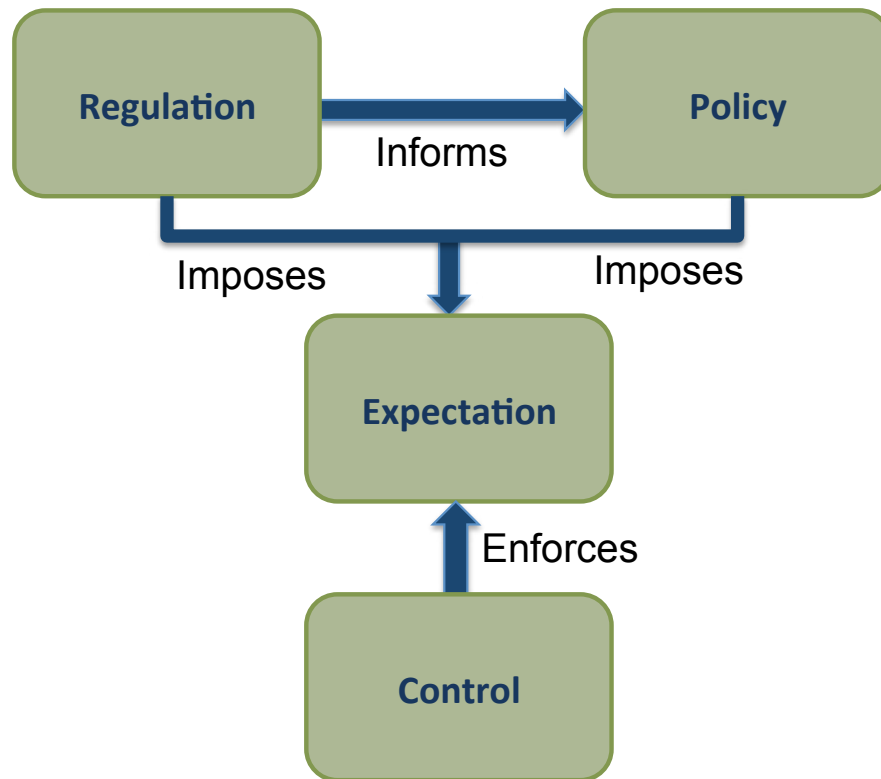 Regulation
Policy
Informs
Imposes
Imposes
Expectation
Enforces
Control